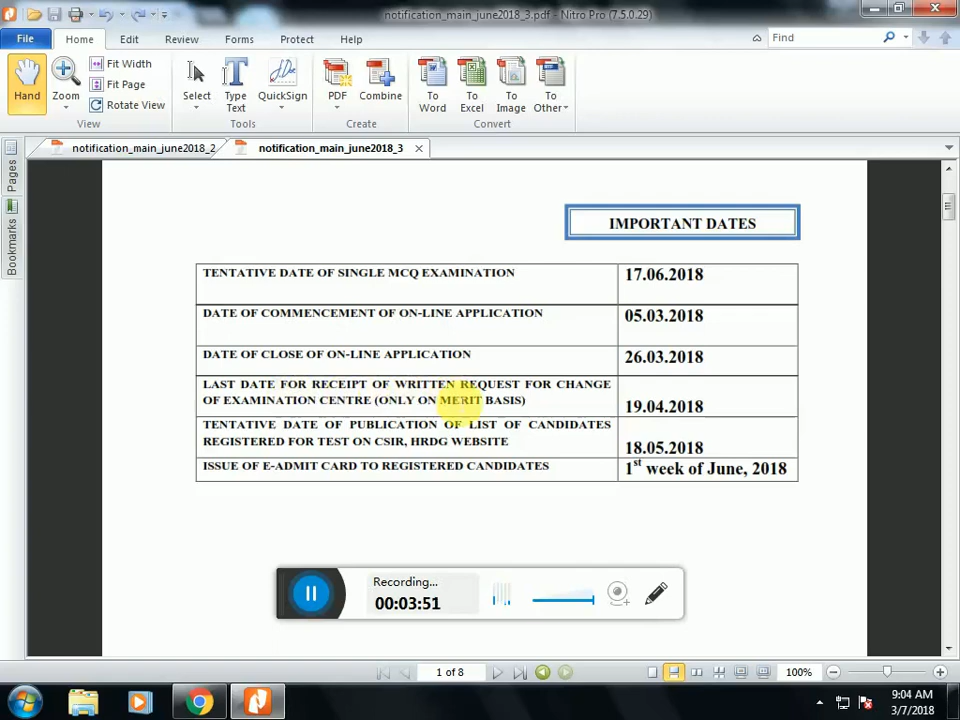 notification_main_june2018_3.pdf - Nitro Pro (7.5.0.29)
File Home Edit Review Forms Protect Help Find
Hand
Zoom
Fit Width
Fit Page
Rotate View
View
Select
Type
Text
QuickSign
Tools
PDF
Combine
Create
To
Word
To
Excel
To
Image
To
Other
Convert
notification_main_june2018_2
notification_main_june2018_3
Pages
Bookmarks
IMPORTANT DATES
TENTATIVE DATE OF SINGLE MCQ EXAMINATION 17.06.2018
DATE OF COMMENCEMENT OF ON-LINE APPLICATION 05.03.2018
DATE OF CLOSE OF ON-LINE APPLICATION 26.03.2018
LAST DATE FOR RECEIPT OF WRITTEN REQUEST FOR CHANGE
OF EXAMINATION CENTRE (ONLY ON MERIT BASIS) 19.04.2018
TENTATIVE DATE OF PUBLICATION OF LIST OF CANDIDATES
REGISTERED FOR TEST ON CSIR, HRDG WEBSITE 18.05.2018
ISSUE OF E-ADMIT CARD TO REGISTERED CANDIDATES 1st week of June, 2018
Recording...
00:03:51
1 of 8
100%
9:04 AM
3/7/2018